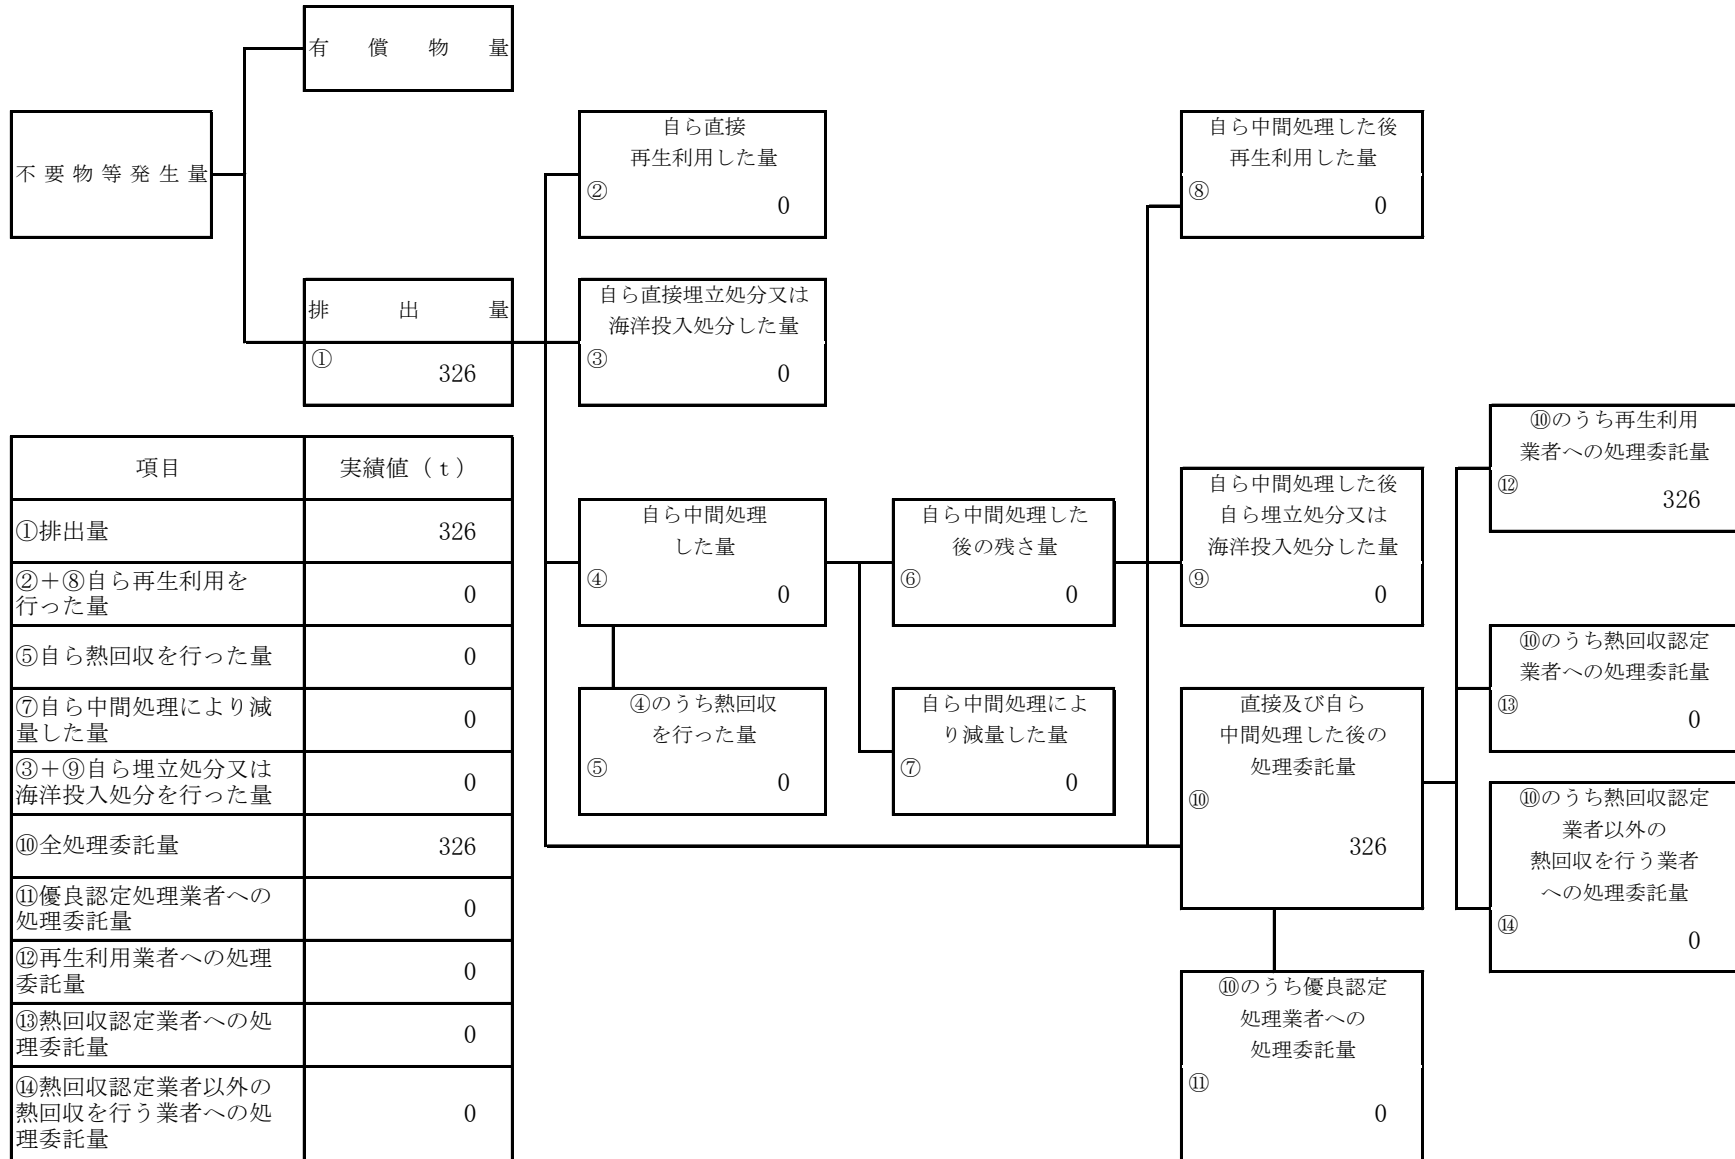 有償物量
不要物等発生量
排出量
①
326
自ら直接
再生利用した量
②
0
自ら直接埋立処分又は
海洋投入処分した量
③
0
自ら中間処理
した量
④
0
④のうち熱回収
を行った量
⑤
0
自ら中間処理した
後の残さ量
⑥
0
自ら中間処理によ
り減量した量
⑦
0
自ら中間処理した後
再生利用した量
⑧
0
自ら中間処理した後
自ら埋立処分又は
海洋投入処分した量
⑨
0
直接及び自ら
中間処理した後の
処理委託量
⑩
326
⑩のうち優良認定
処理業者への
処理委託量
⑪
0
⑩のうち再生利用
業者への処理委託量
⑫
326
⑩のうち熱回収認定
業者への処理委託量
⑬
0
⑩のうち熱回収認定
業者以外の
熱回収を行う業者
への処理委託量
⑭
0
項目 実績値（ｔ）
①排出量 326
②＋⑧自ら再生利用を
行った量 0
⑤自ら熱回収を行った量 0
⑦自ら中間処理により減
量した量 0
③＋⑨自ら埋立処分又は
海洋投入処分を行った量 0
⑩全処理委託量 326
⑪優良認定処理業者への
処理委託量 0
⑫再生利用業者への処理
委託量 0
⑬熱回収認定業者への処
理委託量 0
⑭熱回収認定業者以外の
熱回収を行う業者への処
理委託量 0